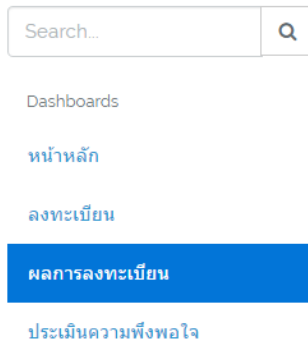 Search...
Dashboards
หน้าหลัก
ลงทะเบียน
ผลการลงทะเบียน
ประเมินความพึงพอใจ